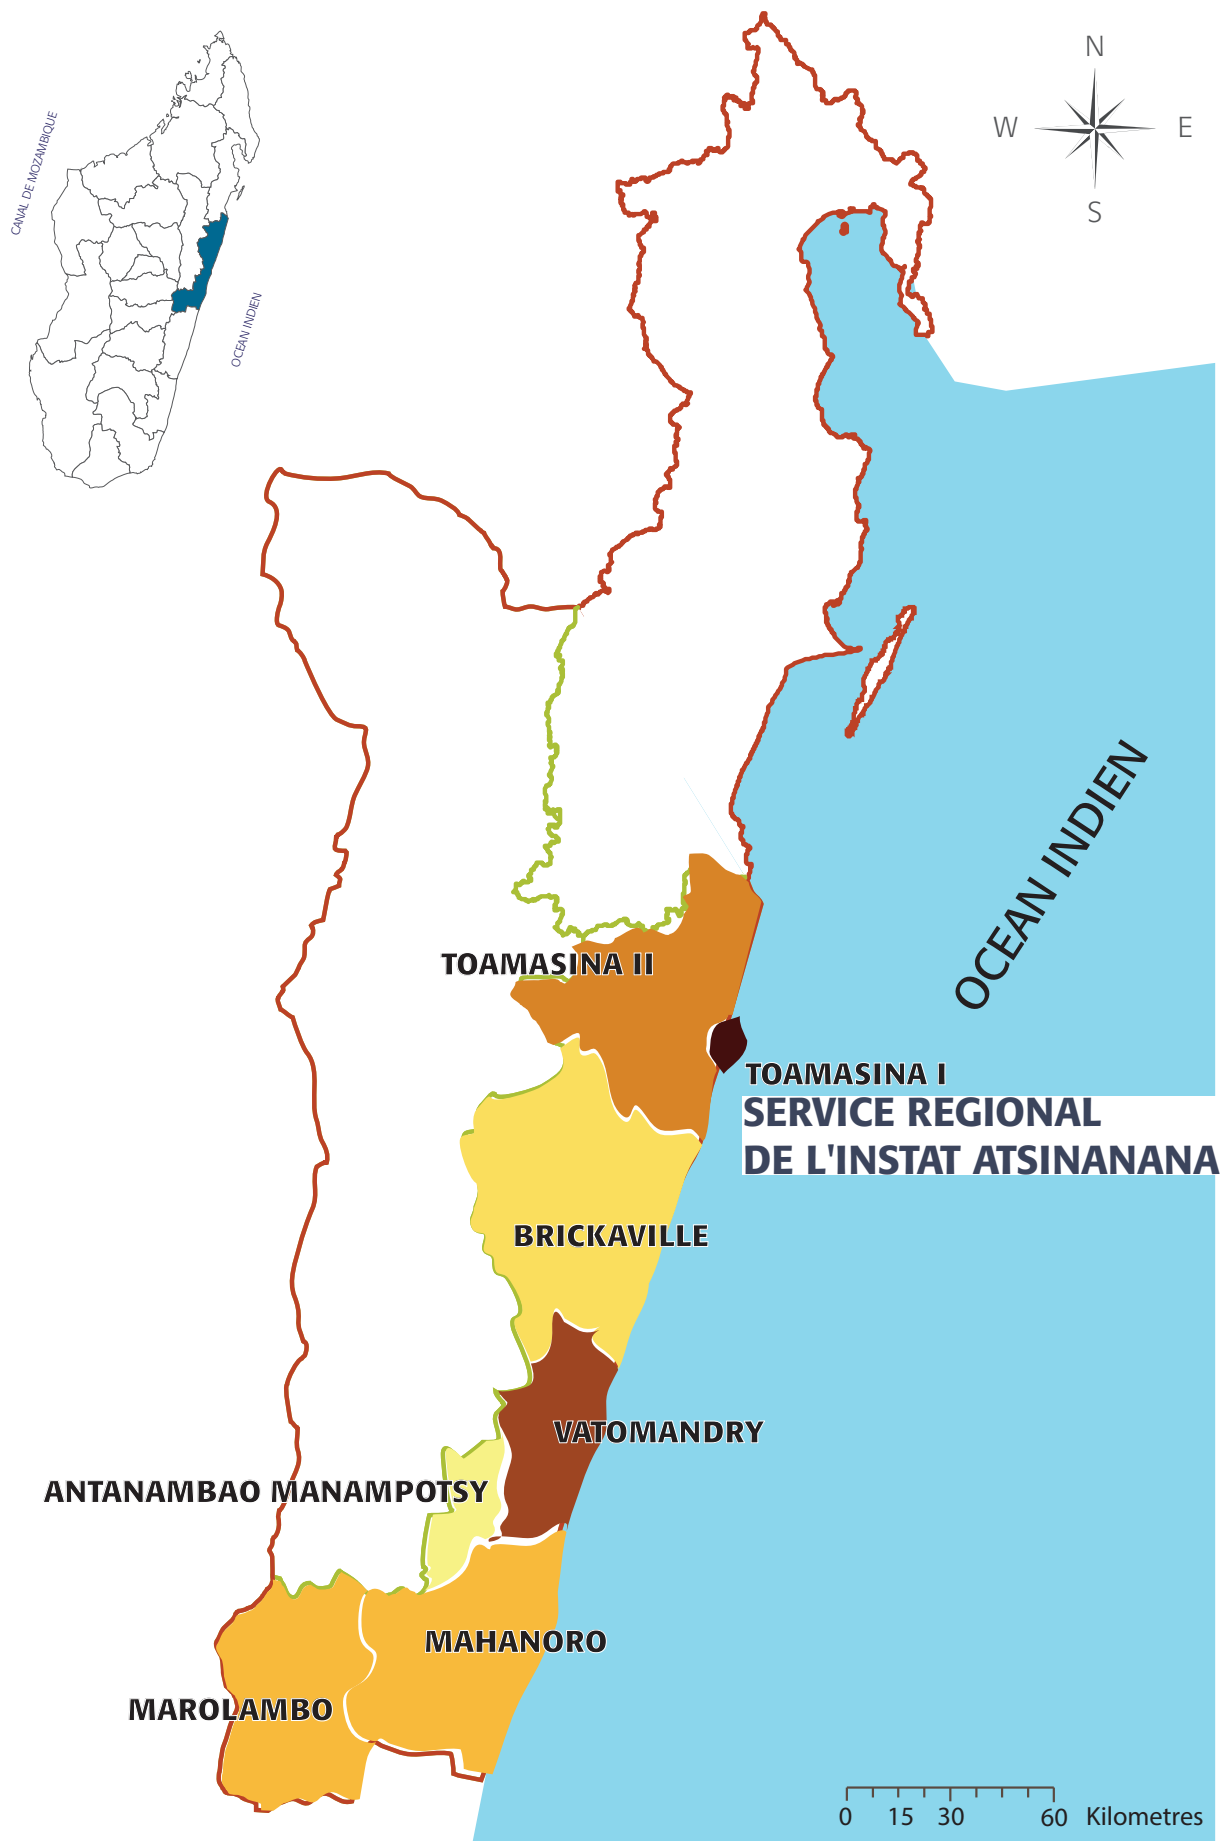 N
W
E
S
CANAL DE MOZAMBIQUE
OCEAN INDIEN
OCEAN INDIEN
TOAMASINA II
TOAMASINA I
SERVICE REGIONAL
DE L'INSTAT ATSINANANA
BRICKAVILLE
VATOMANDRY
ANTANAMBAO MANAMPOTSY
MAHANORO
MAROLAMBO
0 15 30 60 Kilometres